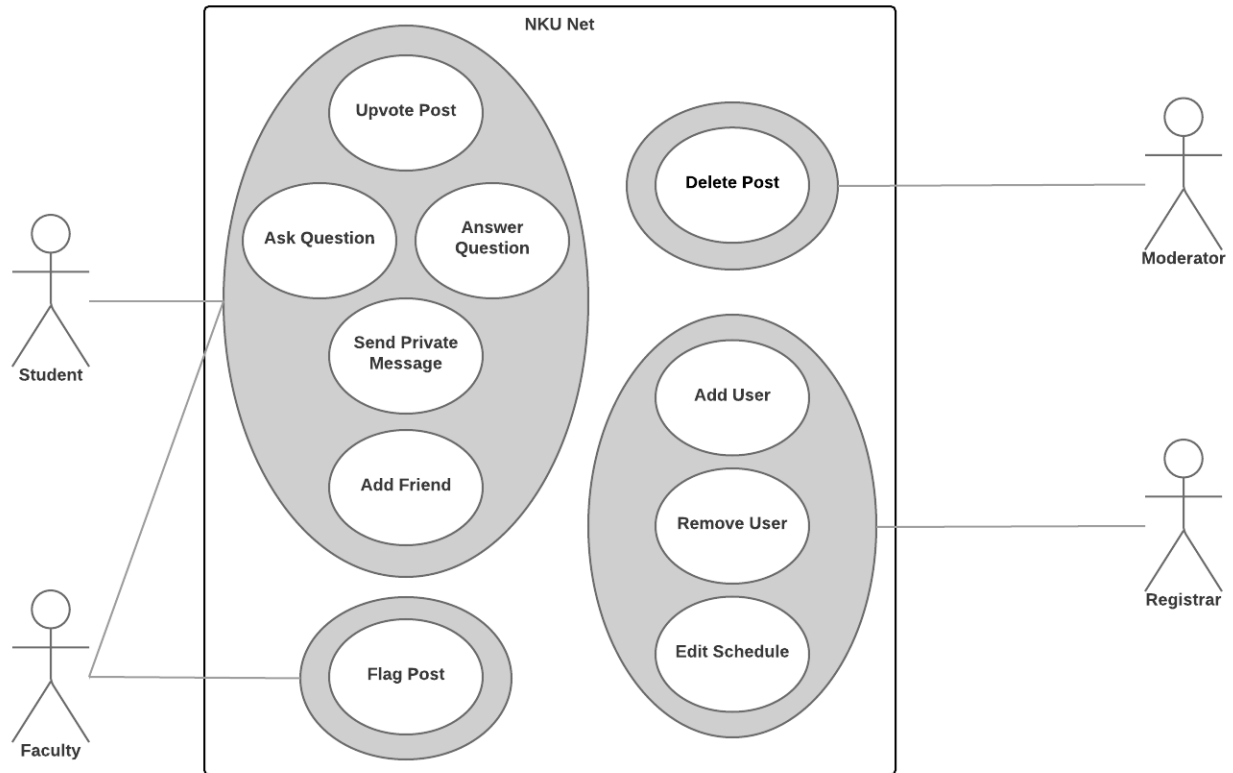 NKU Net
Upvote Post
Ask Question
Answer
Question
Send Private
Message
Add Friend
Flag Post
Delete Post
Add User
Remove User
Edit Schedule
Student
Faculty
Moderator
Registrar